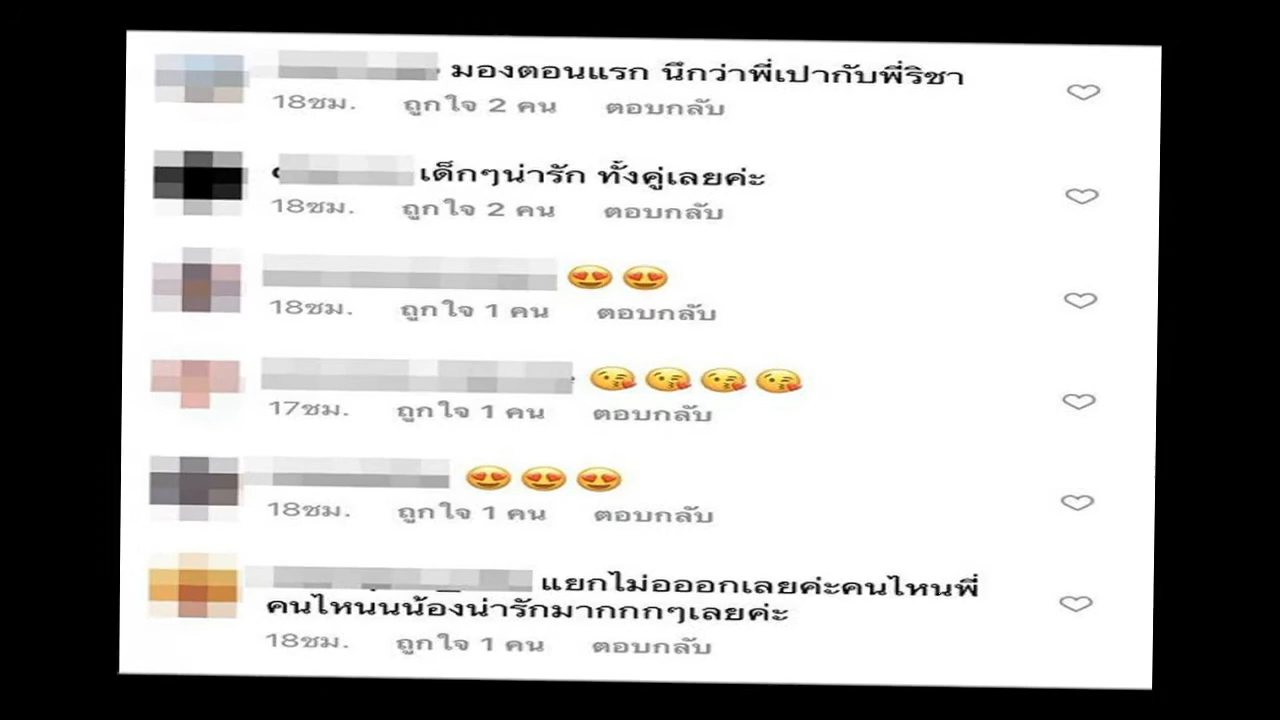 มองตอนแรก นึกว่าพี่เปากับพี่ริชา
18ชม. ถูกใจ 2 คน ตอบกลับ
เด็กๆน่ารัก ทั้งคู่เลยค่ะ
18ชม. ถูกใจ 2 คน ตอบกลับ
😍😍
18ชม. ถูกใจ 1 คน ตอบกลับ
😘😘😘😘
17ชม. ถูกใจ 1 คน ตอบกลับ
😍😍😍
18ชม. ถูกใจ 1 คน ตอบกลับ
แยกไม่อออกเลยค่ะคนไหนพี่
คนไหนนน้องน่ารักมากกกๆเลยค่ะ
18ชม. ถูกใจ 1 คน ตอบกลับ